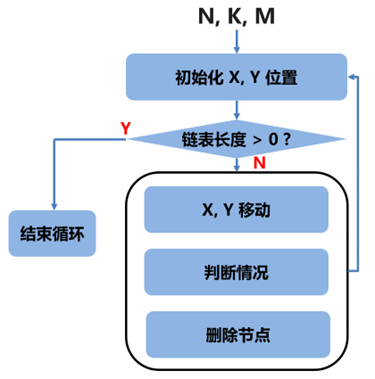 N, K, M
初始化 X, Y 位置
链表长度 > 0 ?
Y
N
X, Y 移动
结束循环
判断情况
删除节点